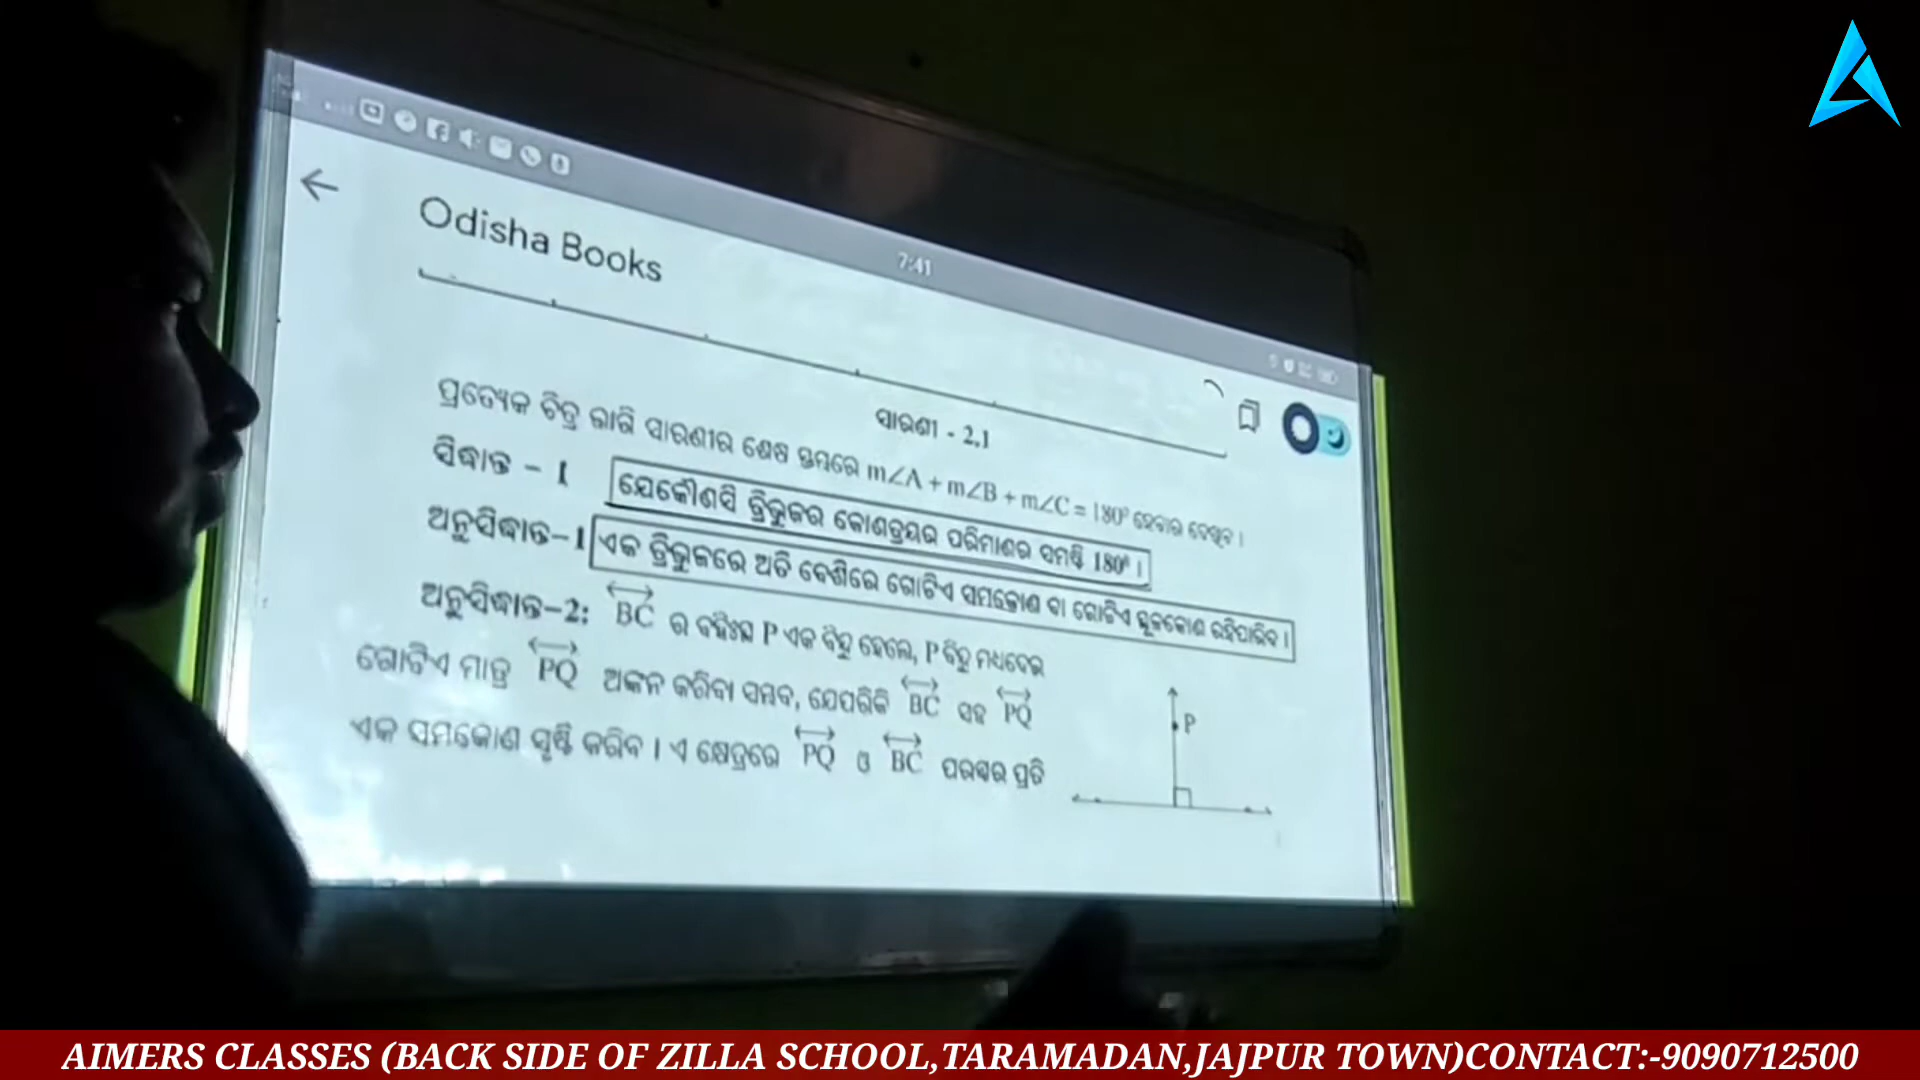 Odisha Books
7:41
ସାରଣୀ - 2.1
ପ୍ରତ୍ୟେକ ଚିତ୍ର ଲାଗି ସାରଣୀର ଶେଷ ସ୍ତମ୍ଭରେ m∠A + m∠B + m∠C = 180° ହେବାର ଦେଖିବ ।
ସିଦ୍ଧାନ୍ତ – 1 ଯେକୌଣସି ତ୍ରିଭୁଜର କୋଣତ୍ରୟର ପରିମାଣର ସମଷ୍ଟି 180° ।
ଅନୁସିଦ୍ଧାନ୍ତ–1 ଏକ ତ୍ରିଭୁଜରେ ଅତି ବେଶିରେ ଗୋଟିଏ ସମକୋଣ ବା ଗୋଟିଏ ସ୍ଥୂଳକୋଣ ରହିପାରିବ ।
ଅନୁସିଦ୍ଧାନ୍ତ–2: BC ର ବହିଃସ୍ଥ P ଏକ ବିନ୍ଦୁ ହେଲେ, P ବିନ୍ଦୁ ମଧ୍ୟଦେଇ
ଗୋଟିଏ ମାତ୍ର PQ ଅଙ୍କନ କରିବା ସମ୍ଭବ, ଯେପରିକି BC ସହ PQ
ଏକ ସମକୋଣ ସୃଷ୍ଟି କରିବ । ଏ କ୍ଷେତ୍ରରେ PQ ଓ BC ପରସ୍ପର ପ୍ରତି
P
AIMERS CLASSES (BACK SIDE OF ZILLA SCHOOL,TARAMADAN,JAJPUR TOWN)CONTACT:-9090712500